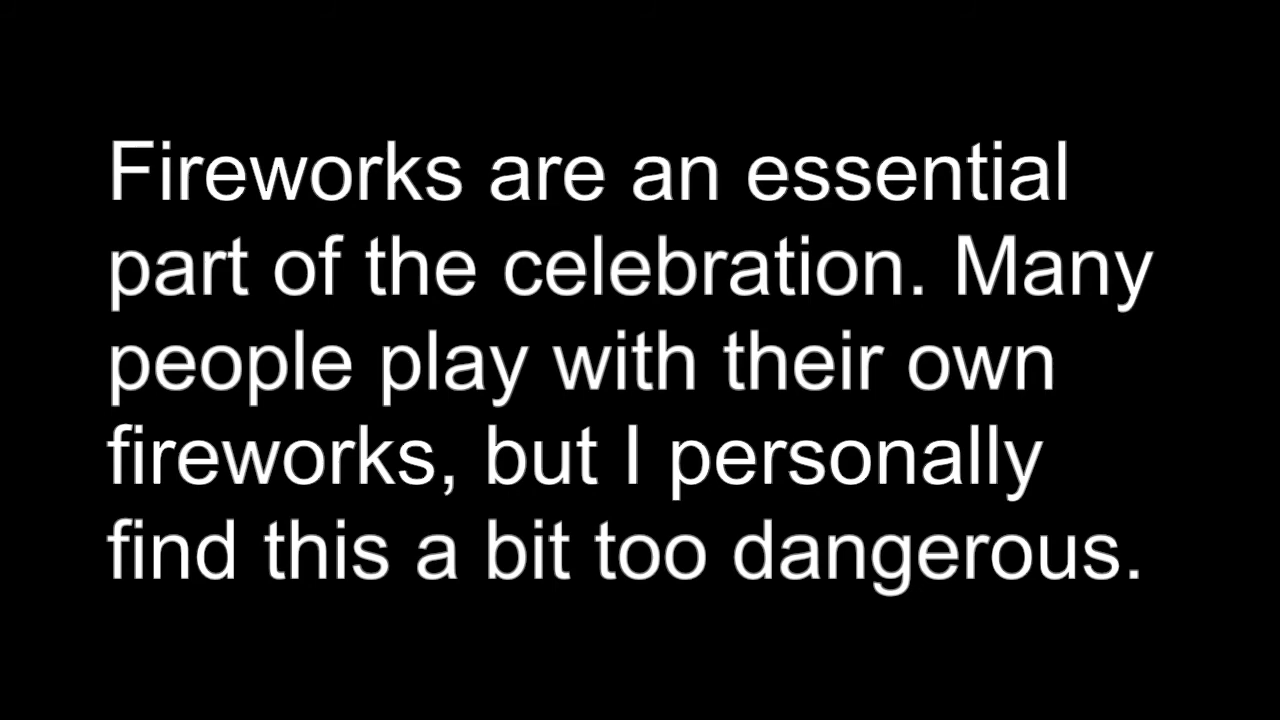 Fireworks are an essential
part of the celebration. Many
people play with their own
fireworks, but I personally
find this a bit too dangerous.